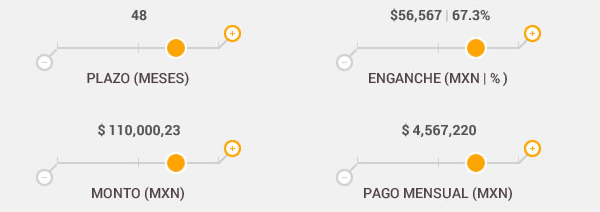 48
PLAZO (MESES)
$56,567 | 67.3%
ENGANCHE (MXN | % )
$ 110,000,23
MONTO (MXN)
$ 4,567,220
PAGO MENSUAL (MXN)